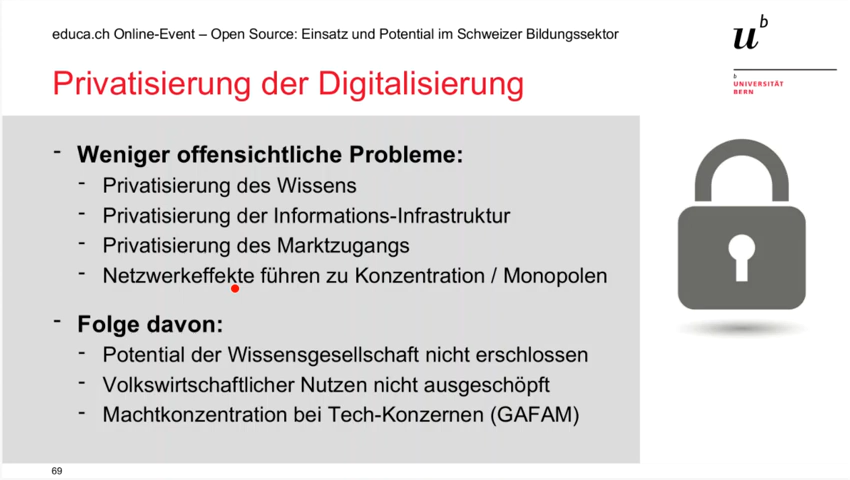 educa.ch Online-Event – Open Source: Einsatz und Potential im Schweizer Bildungssektor
u b
b
UNIVERSITÄT
BERN
Privatisierung der Digitalisierung
- Weniger offensichtliche Probleme:
- Privatisierung des Wissens
- Privatisierung der Informations-Infrastruktur
- Privatisierung des Marktzugangs
- Netzwerkeffekte führen zu Konzentration / Monopolen
- Folge davon:
- Potential der Wissensgesellschaft nicht erschlossen
- Volkswirtschaftlicher Nutzen nicht ausgeschöpft
- Machtkonzentration bei Tech-Konzernen (GAFAM)
69